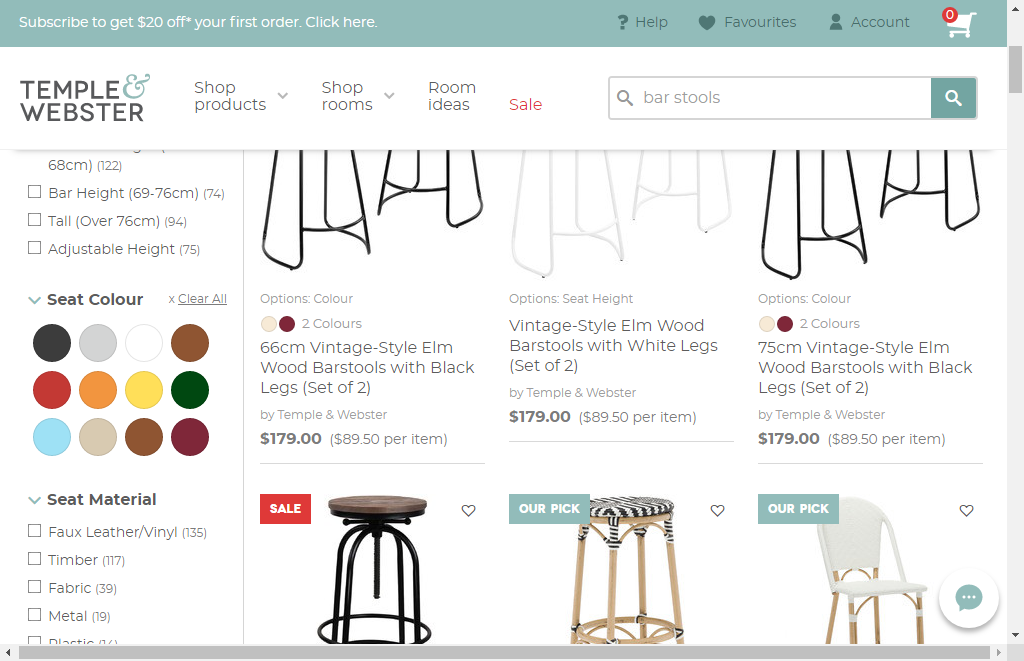 Subscribe to get $20 off* your first order. Click here.
Help
Favourites
Account
0
TEMPLE &
WEBSTER
Shop
products
Shop
rooms
Room
ideas
Sale
bar stools
68cm) (122)
Bar Height (69-76cm) (74)
Tall (Over 76cm) (94)
Adjustable Height (75)
Seat Colour
x Clear All
Seat Material
Faux Leather/Vinyl (135)
Timber (117)
Fabric (39)
Metal (19)
Plastic (14)
Options: Colour
2 Colours
66cm Vintage-Style Elm
Wood Barstools with Black
Legs (Set of 2)
by Temple & Webster
$179.00 ($89.50 per item)
Options: Seat Height
Vintage-Style Elm Wood
Barstools with White Legs
(Set of 2)
by Temple & Webster
$179.00 ($89.50 per item)
Options: Colour
2 Colours
75cm Vintage-Style Elm
Wood Barstools with Black
Legs (Set of 2)
by Temple & Webster
$179.00 ($89.50 per item)
SALE
OUR PICK
OUR PICK